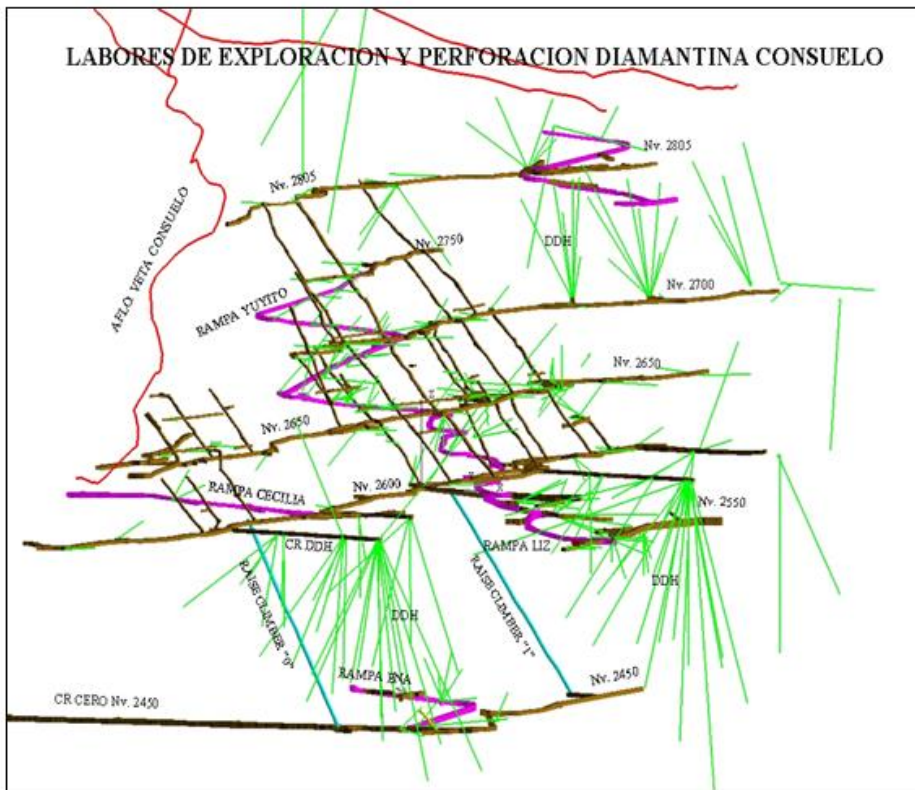 LABORES DE EXPLORACION Y PERFORACION DIAMANTINA CONSUELO
Nv. 2805
Nv. 2805
AFLO. VETA CONSUELO
Nv. 2750
DDH
Nv. 2700
RAMPA YUYITO
Nv. 2650
Nv. 2650
RAMPA CECILIA
Nv. 2600
Nv. 2550
CR.DDH
RAMPA LIZ
RAISE CLIMBER "0"
RAISE CLIMBER "1"
DDH
DDH
RAMPA ENA
Nv. 2450
CR CERO Nv. 2450